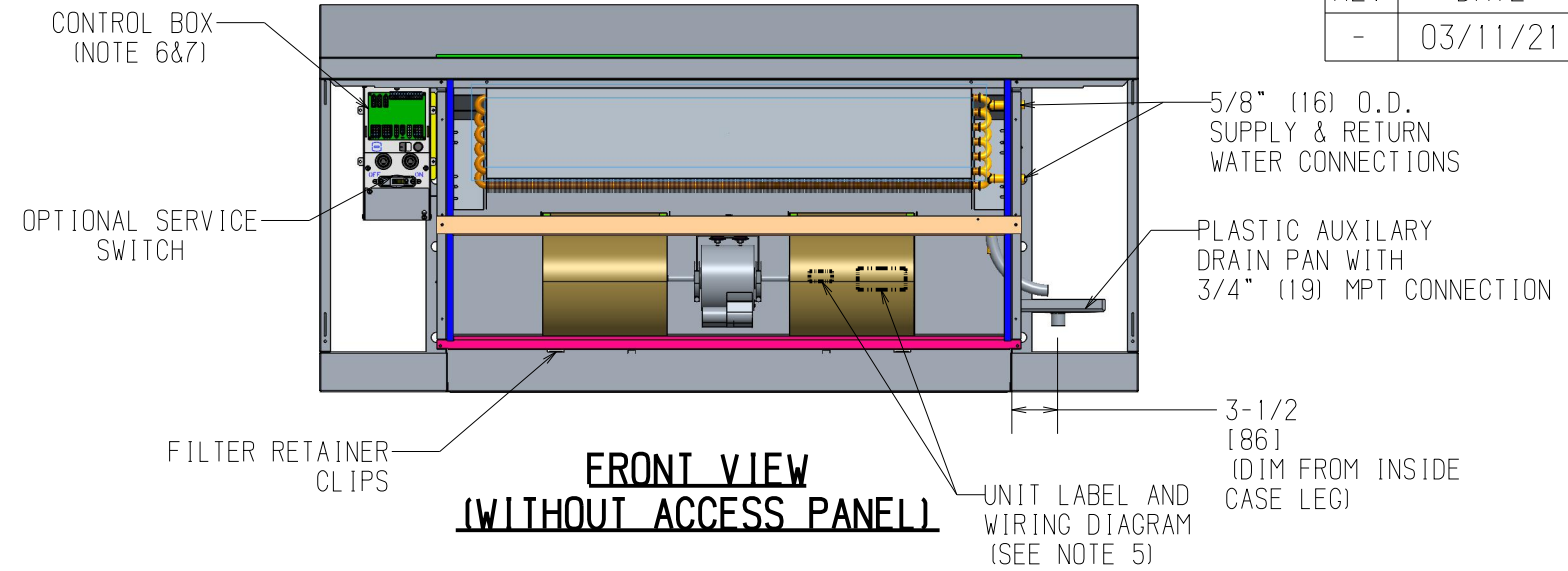 CONTROL BOX
(NOTE 6&7)
DATE
- 03/11/21
5/8" (16) O.D.
SUPPLY & RETURN
WATER CONNECTIONS
OFF ON
OPTIONAL SERVICE
SWITCH
PLASTIC AUXILARY
DRAIN PAN WITH
3/4" (19) MPT CONNECTION
3-1/2
[86]
(DIM FROM INSIDE
CASE LEG)
FILTER RETAINER
CLIPS
FRONT VIEW
(WITHOUT ACCESS PANEL)
UNIT LABEL AND
WIRING DIAGRAM
(SEE NOTE 5)